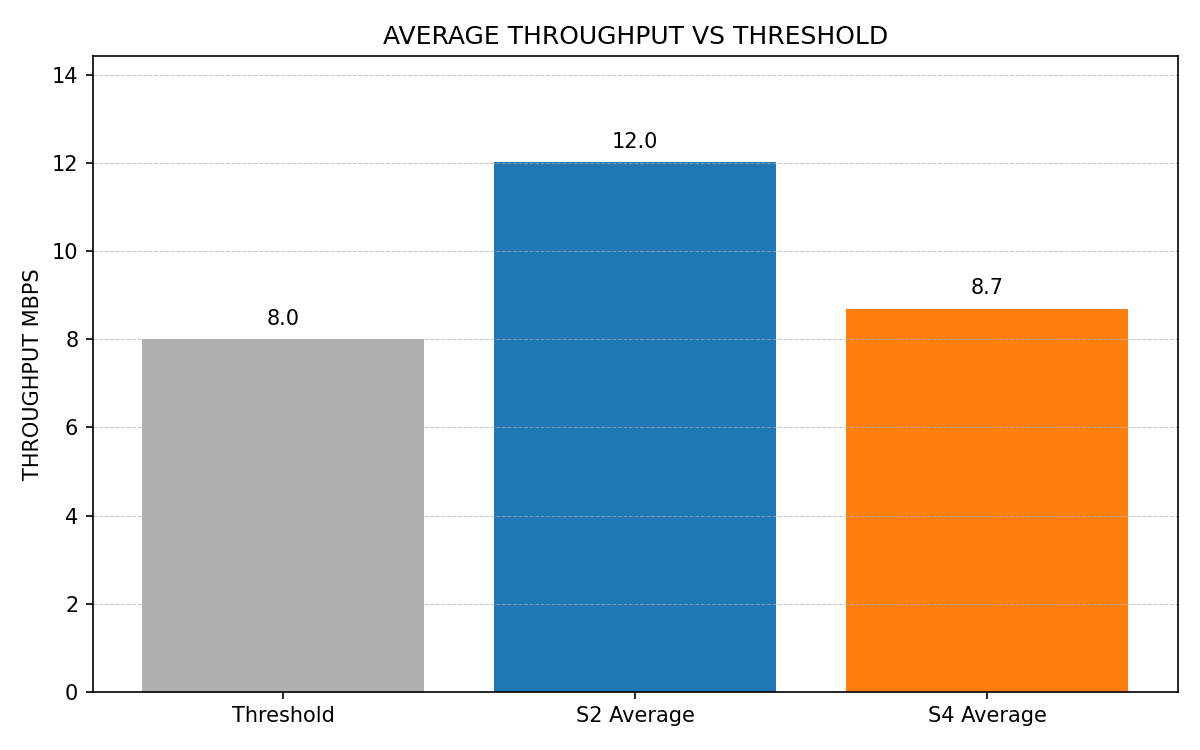 AVERAGE THROUGHPUT VS THRESHOLD
THROUGHPUT MBPS
14
12
10
8
6
4
2
0
8.0
12.0
8.7
Threshold
S2 Average
S4 Average